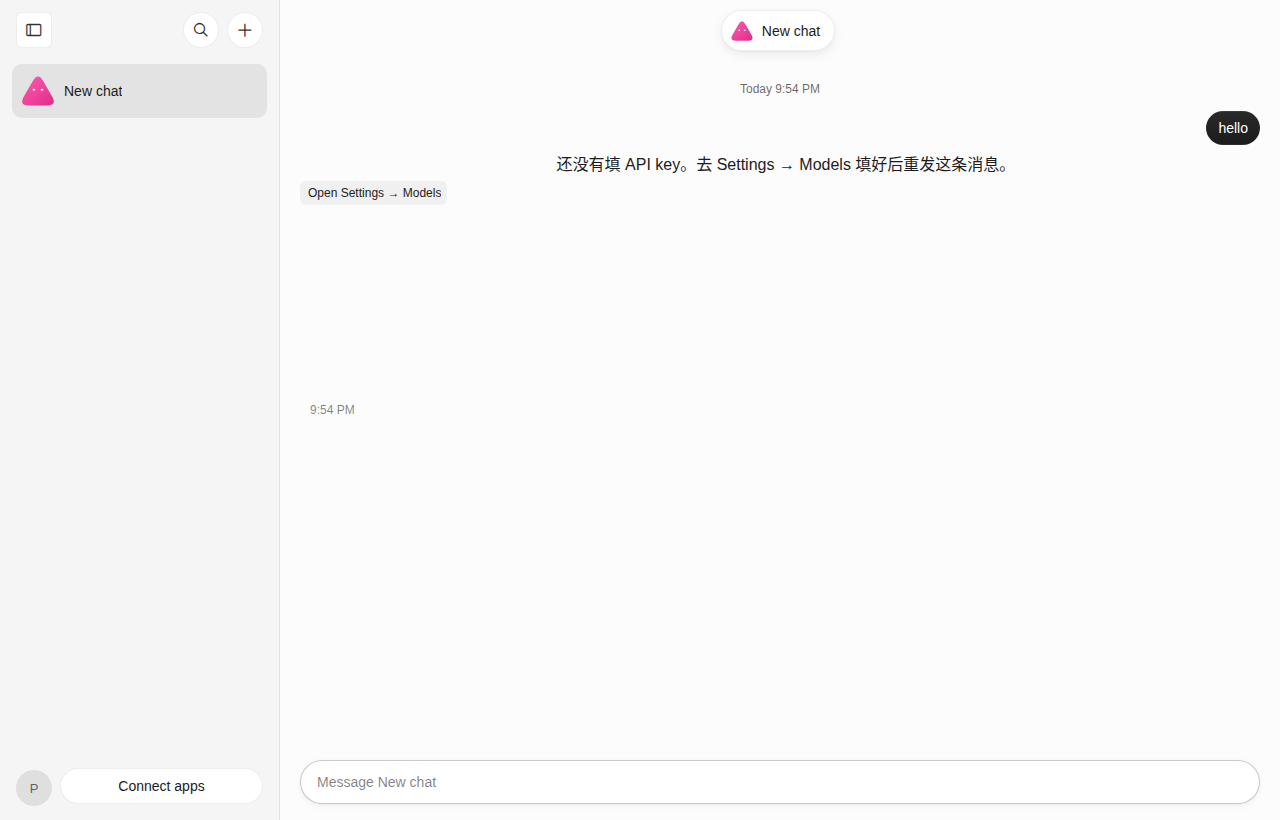 New chat
New chat
Today 9:54 PM
hello
还没有填 API key。去 Settings → Models 填好后重发这条消息。
Open Settings → Models
9:54 PM
P
Connect apps
Message New chat